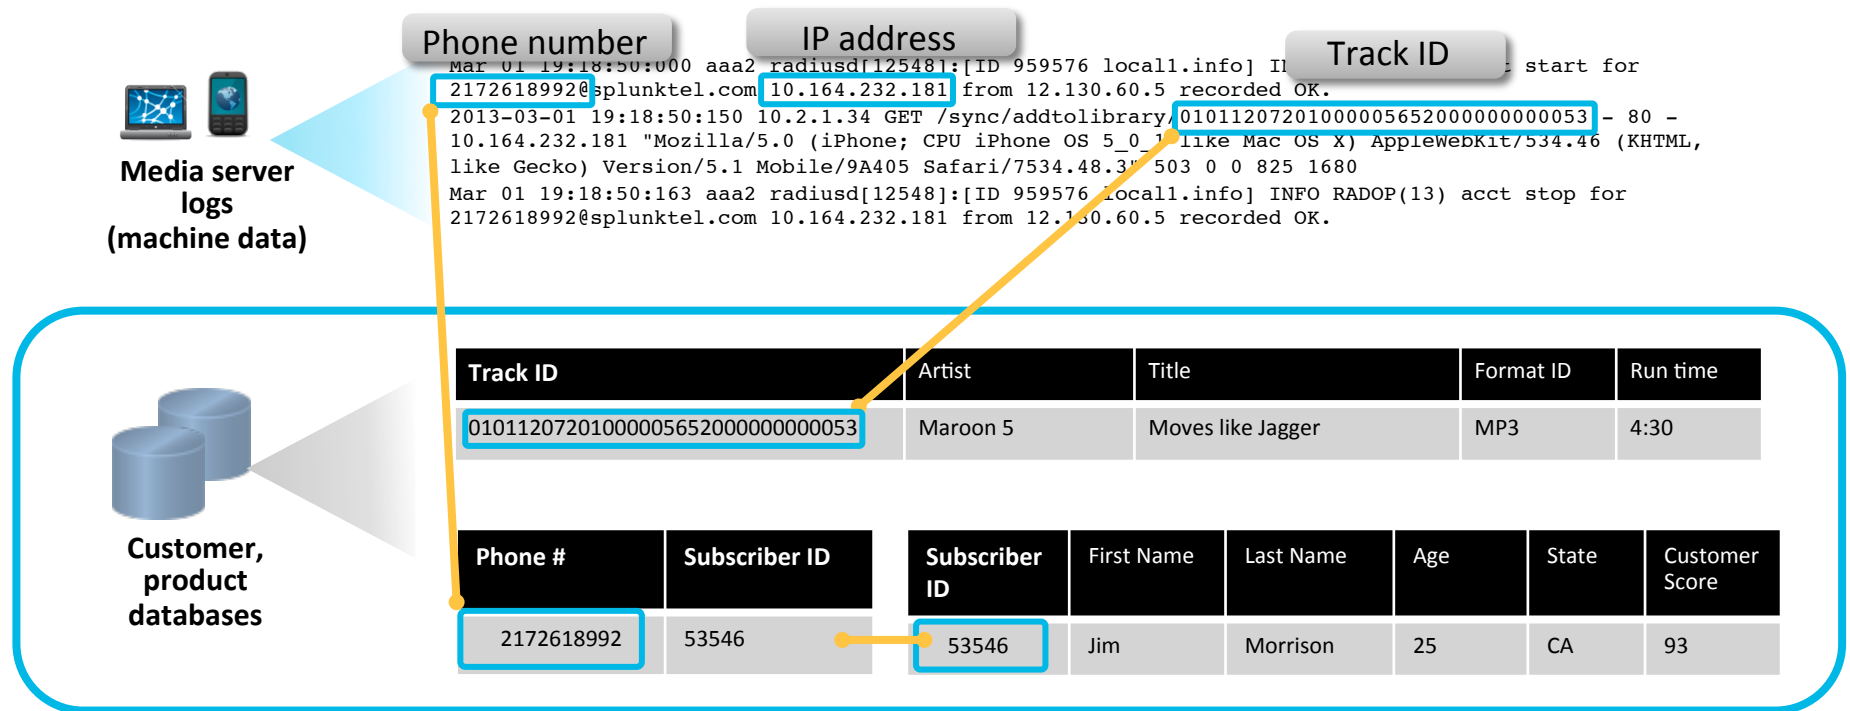 Phone number
IP address
Track ID
Mar 01 19:18:50:000 aaa2 radiusd[12548]:[ID 959576 local1.info] start for
2172618992@splunktel.com 10.164.232.181 from 12.130.60.5 recorded OK.
2013-03-01 19:18:50:150 10.2.1.34 GET /sync/addtolibrary/01011207201000005652000000000053 - 80 -
10.164.232.181 "Mozilla/5.0 (iPhone; CPU iPhone OS 5_0_1 like Mac OS X) AppleWebKit/534.46 (KHTML,
like Gecko) Version/5.1 Mobile/9A405 Safari/7534.48.3" 503 0 0 825 1680
Mar 01 19:18:50:163 aaa2 radiusd[12548]:[ID 959576 local1.info] INFO RADOP(13) acct stop for
2172618992@splunktel.com 10.164.232.181 from 12.130.60.5 recorded OK.
Media server
logs
(machine data)
Track ID Artist Title Format ID Run time
01011207201000005652000000000053 Maroon 5 Moves like Jagger MP3 4:30
Customer,
product
databases
Phone # Subscriber ID
2172618992 53546
Subscriber ID First Name Last Name Age State Customer Score
53546 Jim Morrison 25 CA 93